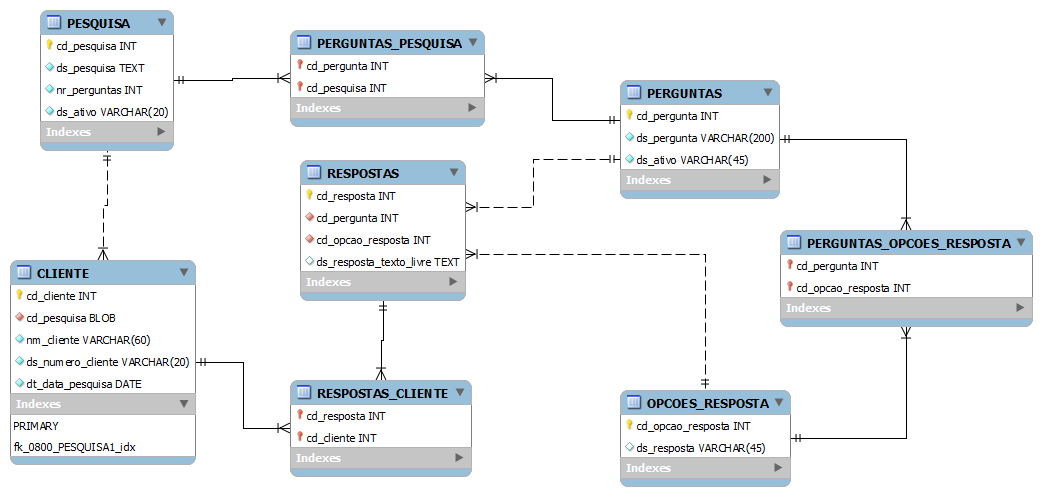 PESQUISA
cd_pesquisa INT
ds_pesquisa TEXT
nr_perguntas INT
ds_ativo VARCHAR(20)
Indexes
PERGUNTAS_PESQUISA
cd_pergunta INT
cd_pesquisa INT
Indexes
PERGUNTAS
cd_pergunta INT
ds_pergunta VARCHAR(200)
ds_ativo VARCHAR(45)
Indexes
RESPOSTAS
cd_resposta INT
cd_pergunta INT
cd_opcao_resposta INT
ds_resposta_texto_livre TEXT
Indexes
PERGUNTAS_OPCOES_RESPOSTA
cd_pergunta INT
cd_opcao_resposta INT
Indexes
CLIENTE
cd_cliente INT
cd_pesquisa BLOB
nm_cliente VARCHAR(60)
ds_numero_cliente VARCHAR(20)
dt_data_pesquisa DATE
Indexes
PRIMARY
fk_0800_PESQUISA1_idx
RESPOSTAS_CLIENTE
cd_resposta INT
cd_cliente INT
Indexes
OPCOES_RESPOSTA
cd_opcao_resposta INT
ds_resposta VARCHAR(45)
Indexes